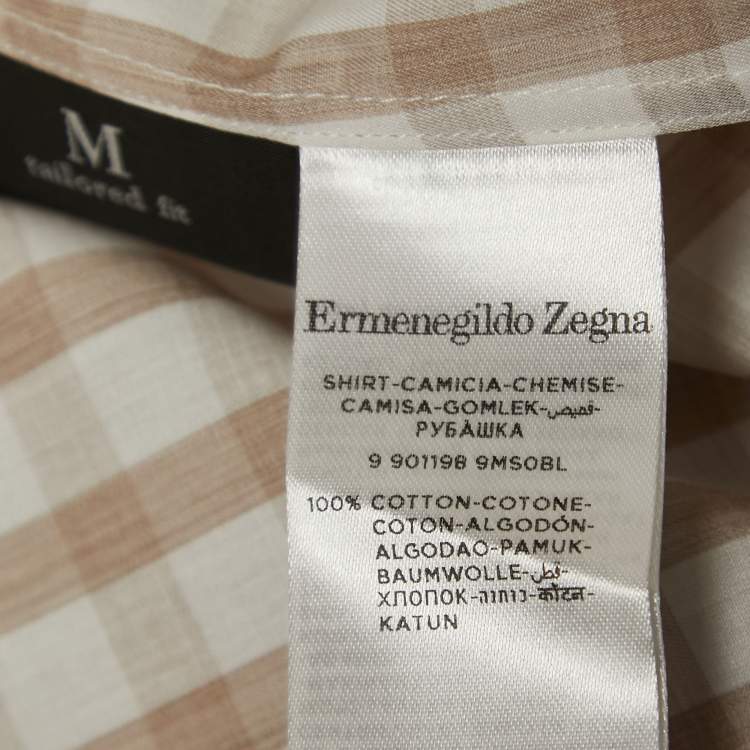 M
tailored fit
Ermenegildo Zegna
SHIRT-CAMICIA-CHEMISE-
CAMISA-GOMLEK-قميص-
РУБАШКА
9 901198 9MSOBL
100% COTTON-COTONE-
COTON-ALGODÓN-
ALGODAO-PAMUK-
BAUMWOLLE-قطن-
ХЛОПОК-כותנה-कॉटन-
KATUN